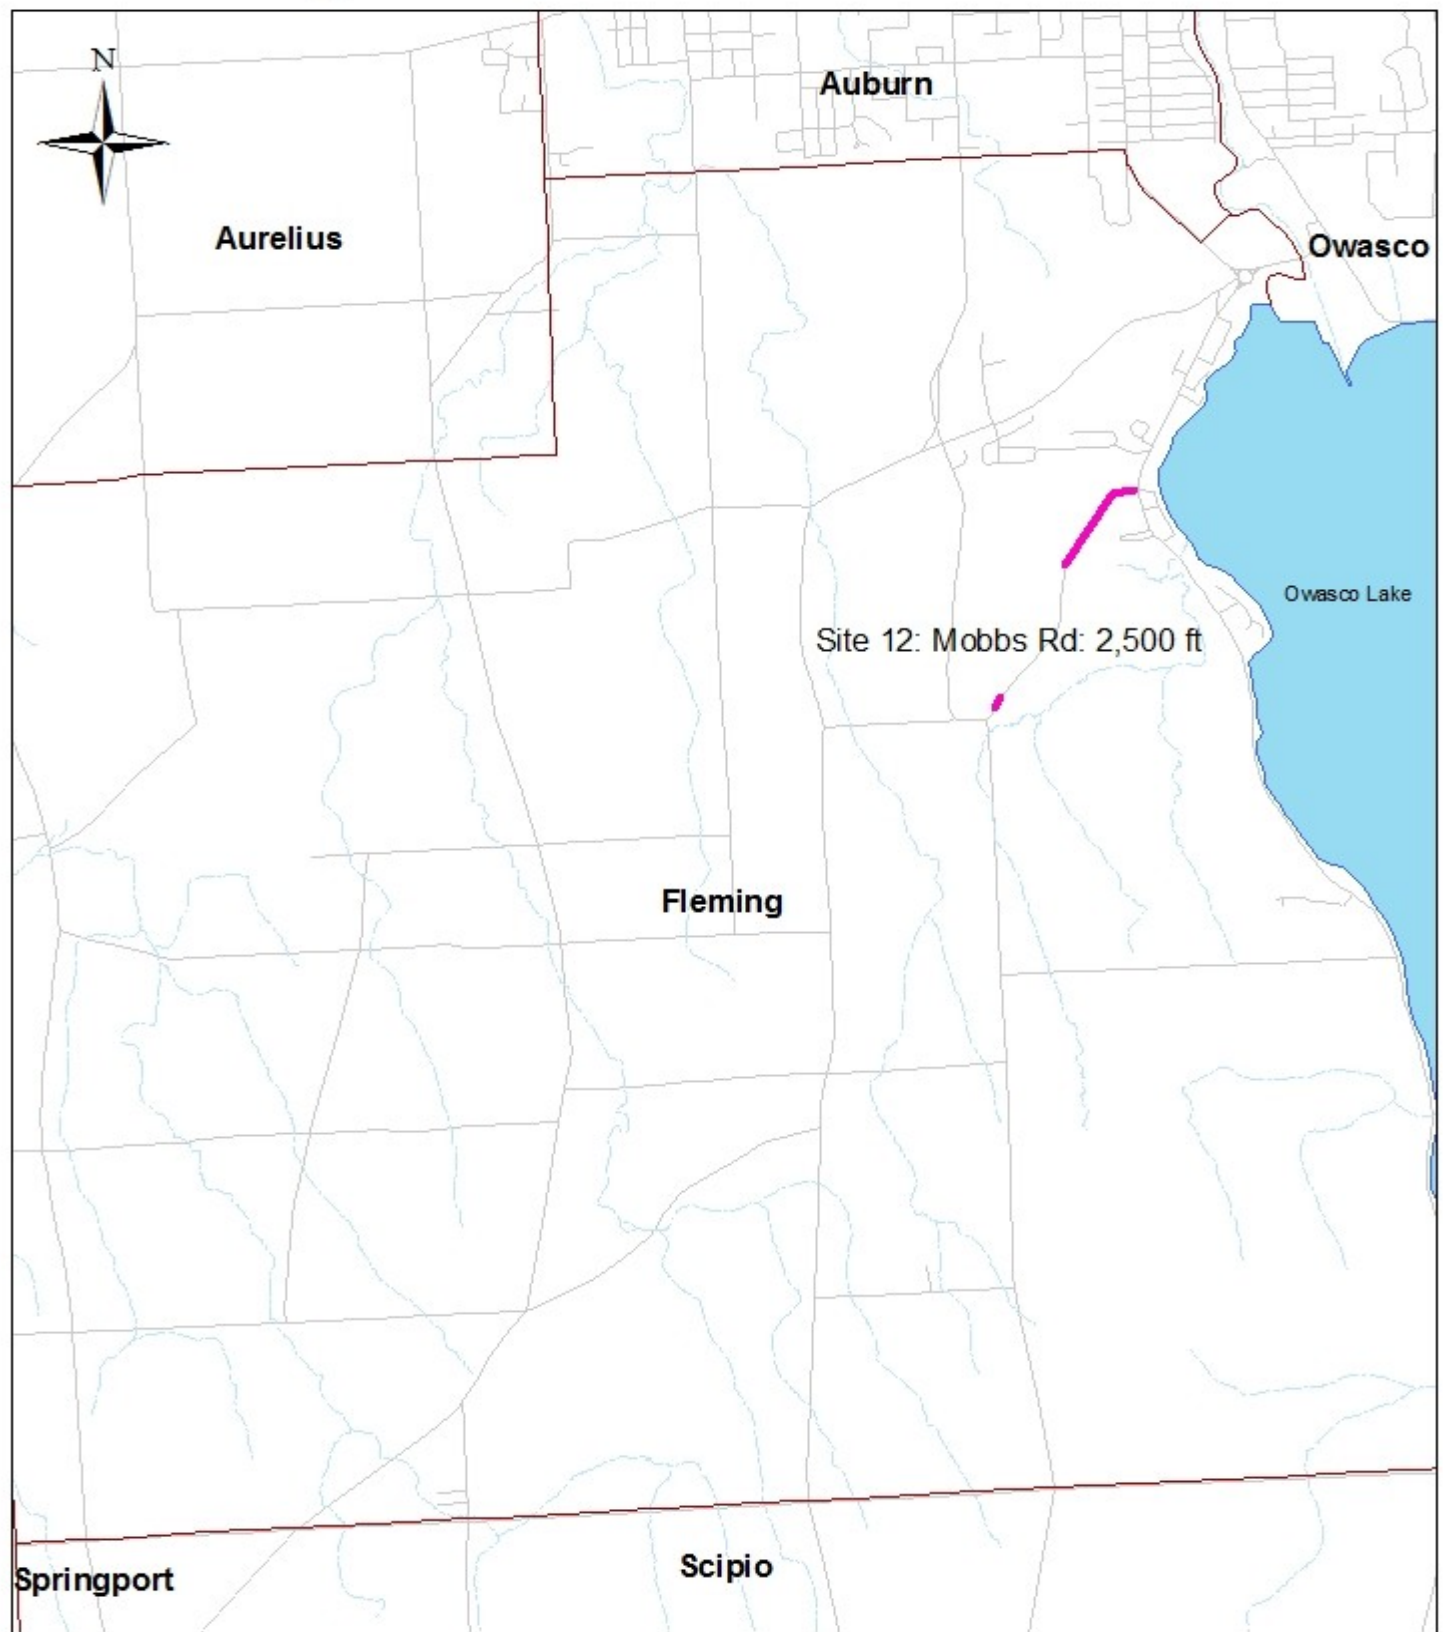 N
Auburn
Aurelius
Owasco
Owasco Lake
Site 12: Mobbs Rd: 2,500 ft
Fleming
Scipio
Springport